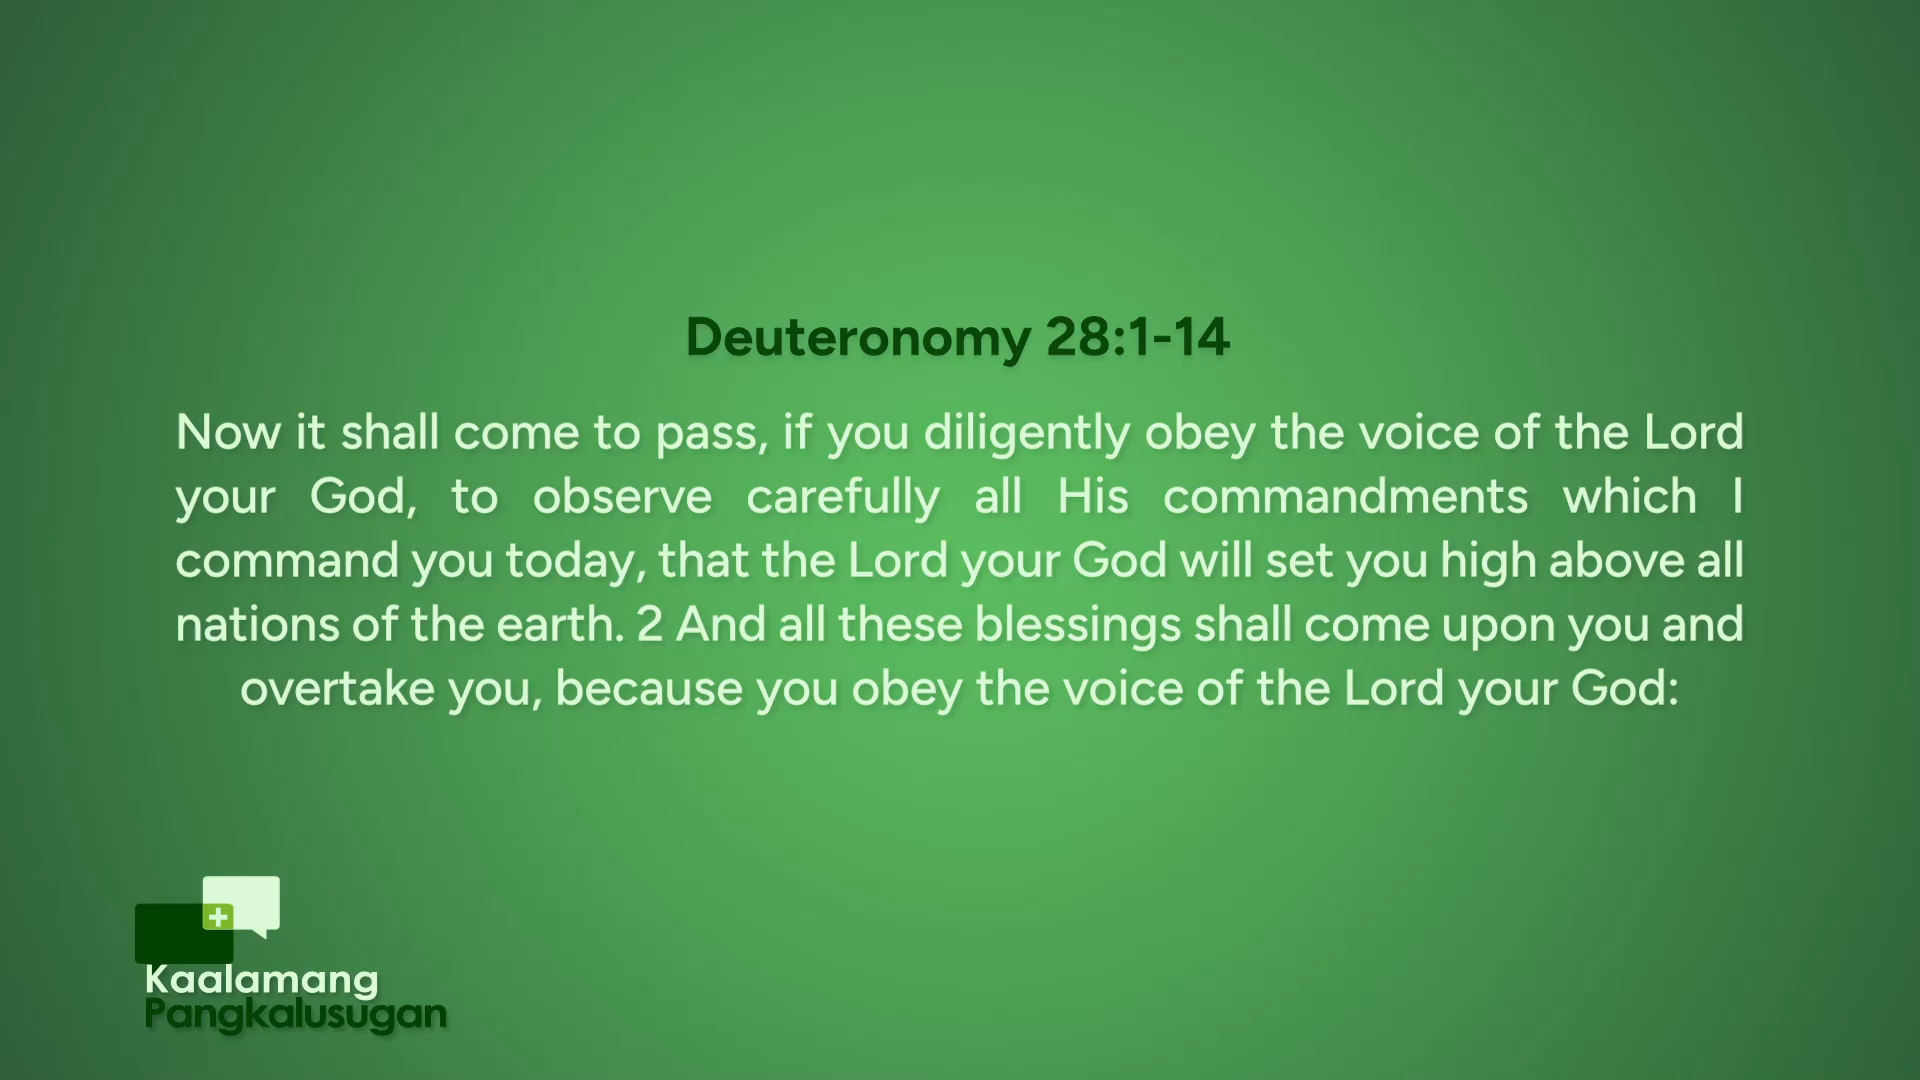 Deuteronomy 28:1-14
Now it shall come to pass, if you diligently obey the voice of the Lord
your God, to observe carefully all His commandments which I
command you today, that the Lord your God will set you high above all
nations of the earth. 2 And all these blessings shall come upon you and
overtake you, because you obey the voice of the Lord your God:
Kaalamang
Pangkalusugan